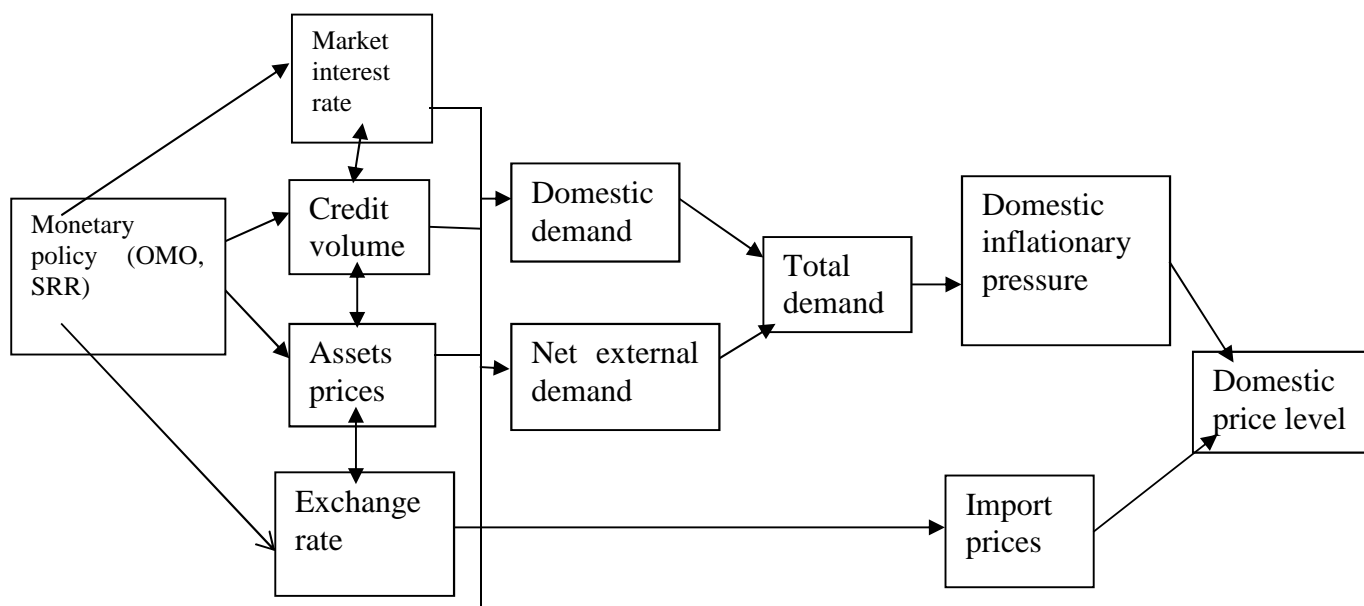 Market
interest
rate
Monetary
policy (OMO,
SRR)
Credit
volume
Assets
prices
Exchange
rate
Domestic
demand
Net external
demand
Total
demand
Domestic
inflationary
pressure
Import
prices
Domestic
price level